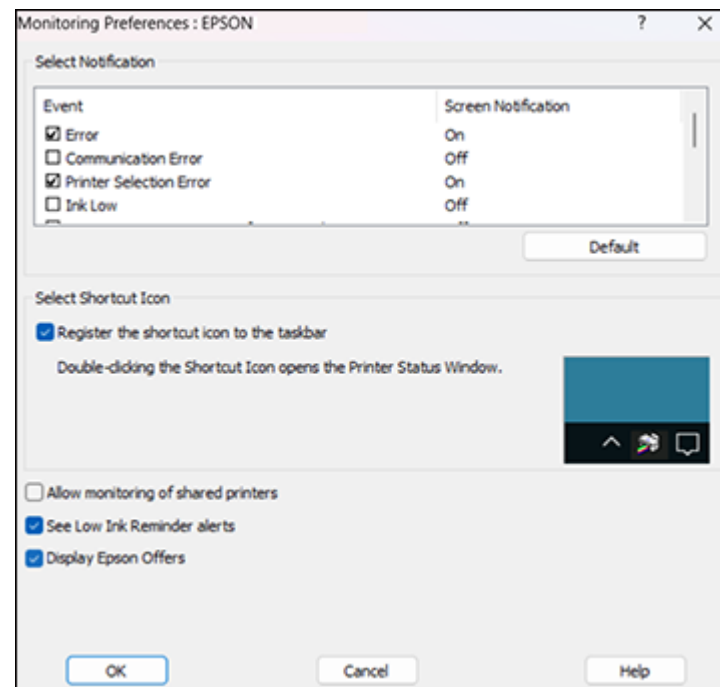 Monitoring Preferences : EPSON
Select Notification
Event Screen Notification
Error On
Communication Error Off
Printer Selection Error On
Ink Low Off
Default
Select Shortcut Icon
Register the shortcut icon to the taskbar
Double-clicking the Shortcut Icon opens the Printer Status Window.
Allow monitoring of shared printers
See Low Ink Reminder alerts
Display Epson Offers
OK Cancel Help